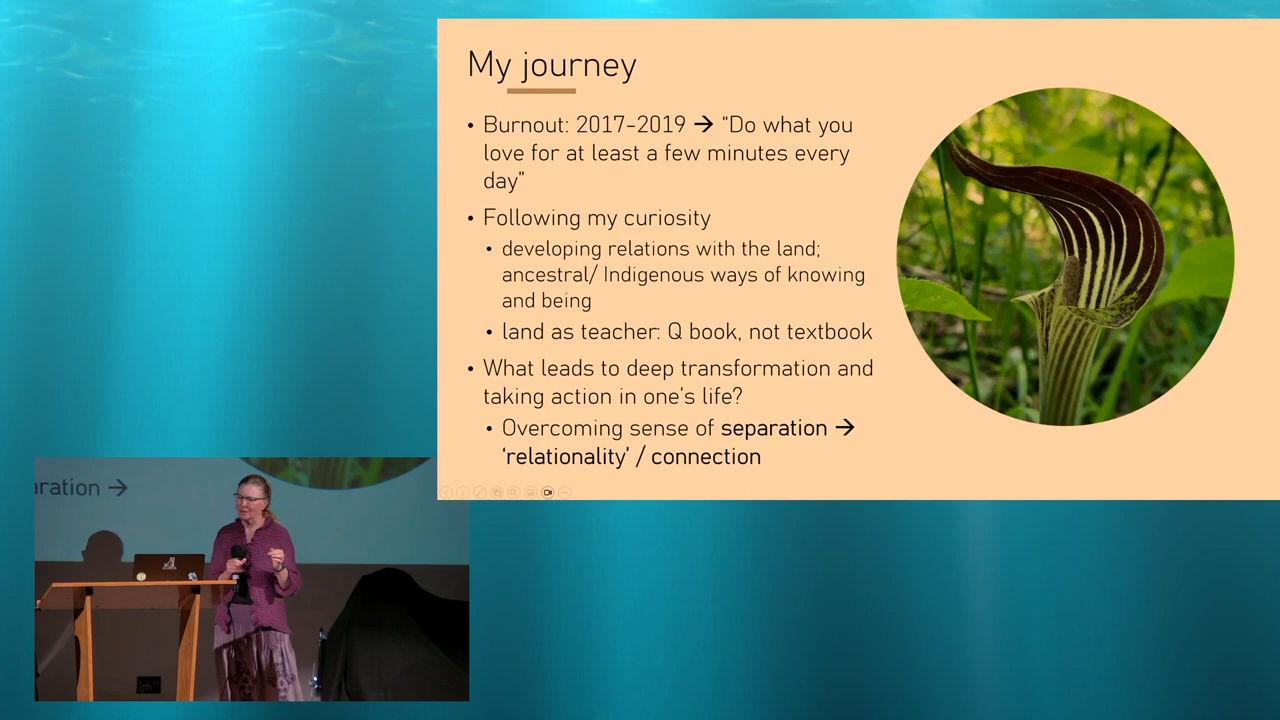 My journey
• Burnout: 2017–2019 → “Do what you
love for at least a few minutes every
day”
• Following my curiosity
• developing relations with the land;
ancestral/ Indigenous ways of knowing
and being
• land as teacher: Q book, not textbook
• What leads to deep transformation and
taking action in one’s life?
• Overcoming sense of separation →
‘relationality’ / connection
aration →